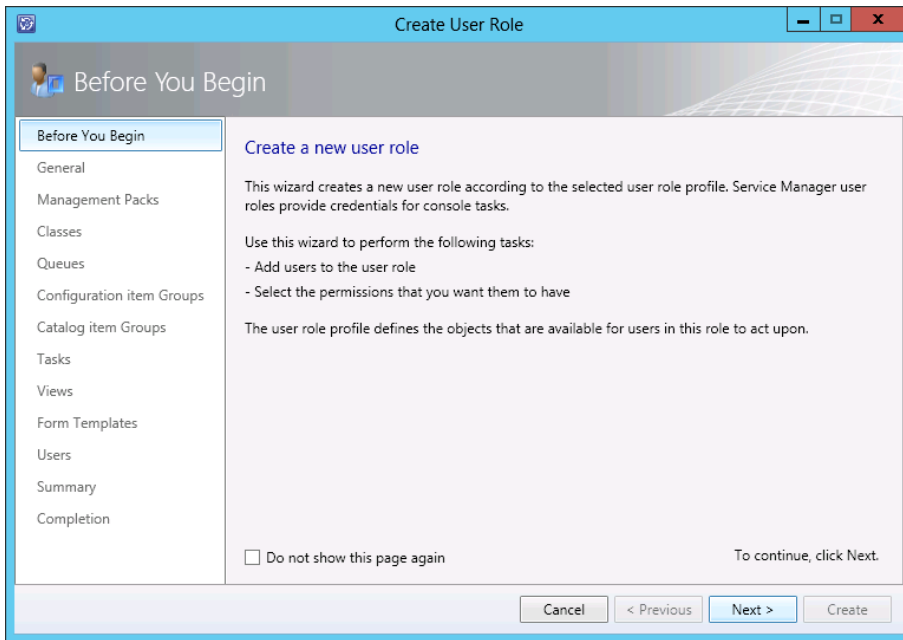 Create User Role
Before You Begin
Before You Begin
General
Management Packs
Classes
Queues
Configuration item Groups
Catalog item Groups
Tasks
Views
Form Templates
Users
Summary
Completion
Create a new user role
This wizard creates a new user role according to the selected user role profile. Service Manager user
roles provide credentials for console tasks.
Use this wizard to perform the following tasks:
- Add users to the user role
- Select the permissions that you want them to have
The user role profile defines the objects that are available for users in this role to act upon.
Do not show this page again
To continue, click Next.
Cancel
< Previous
Next >
Create